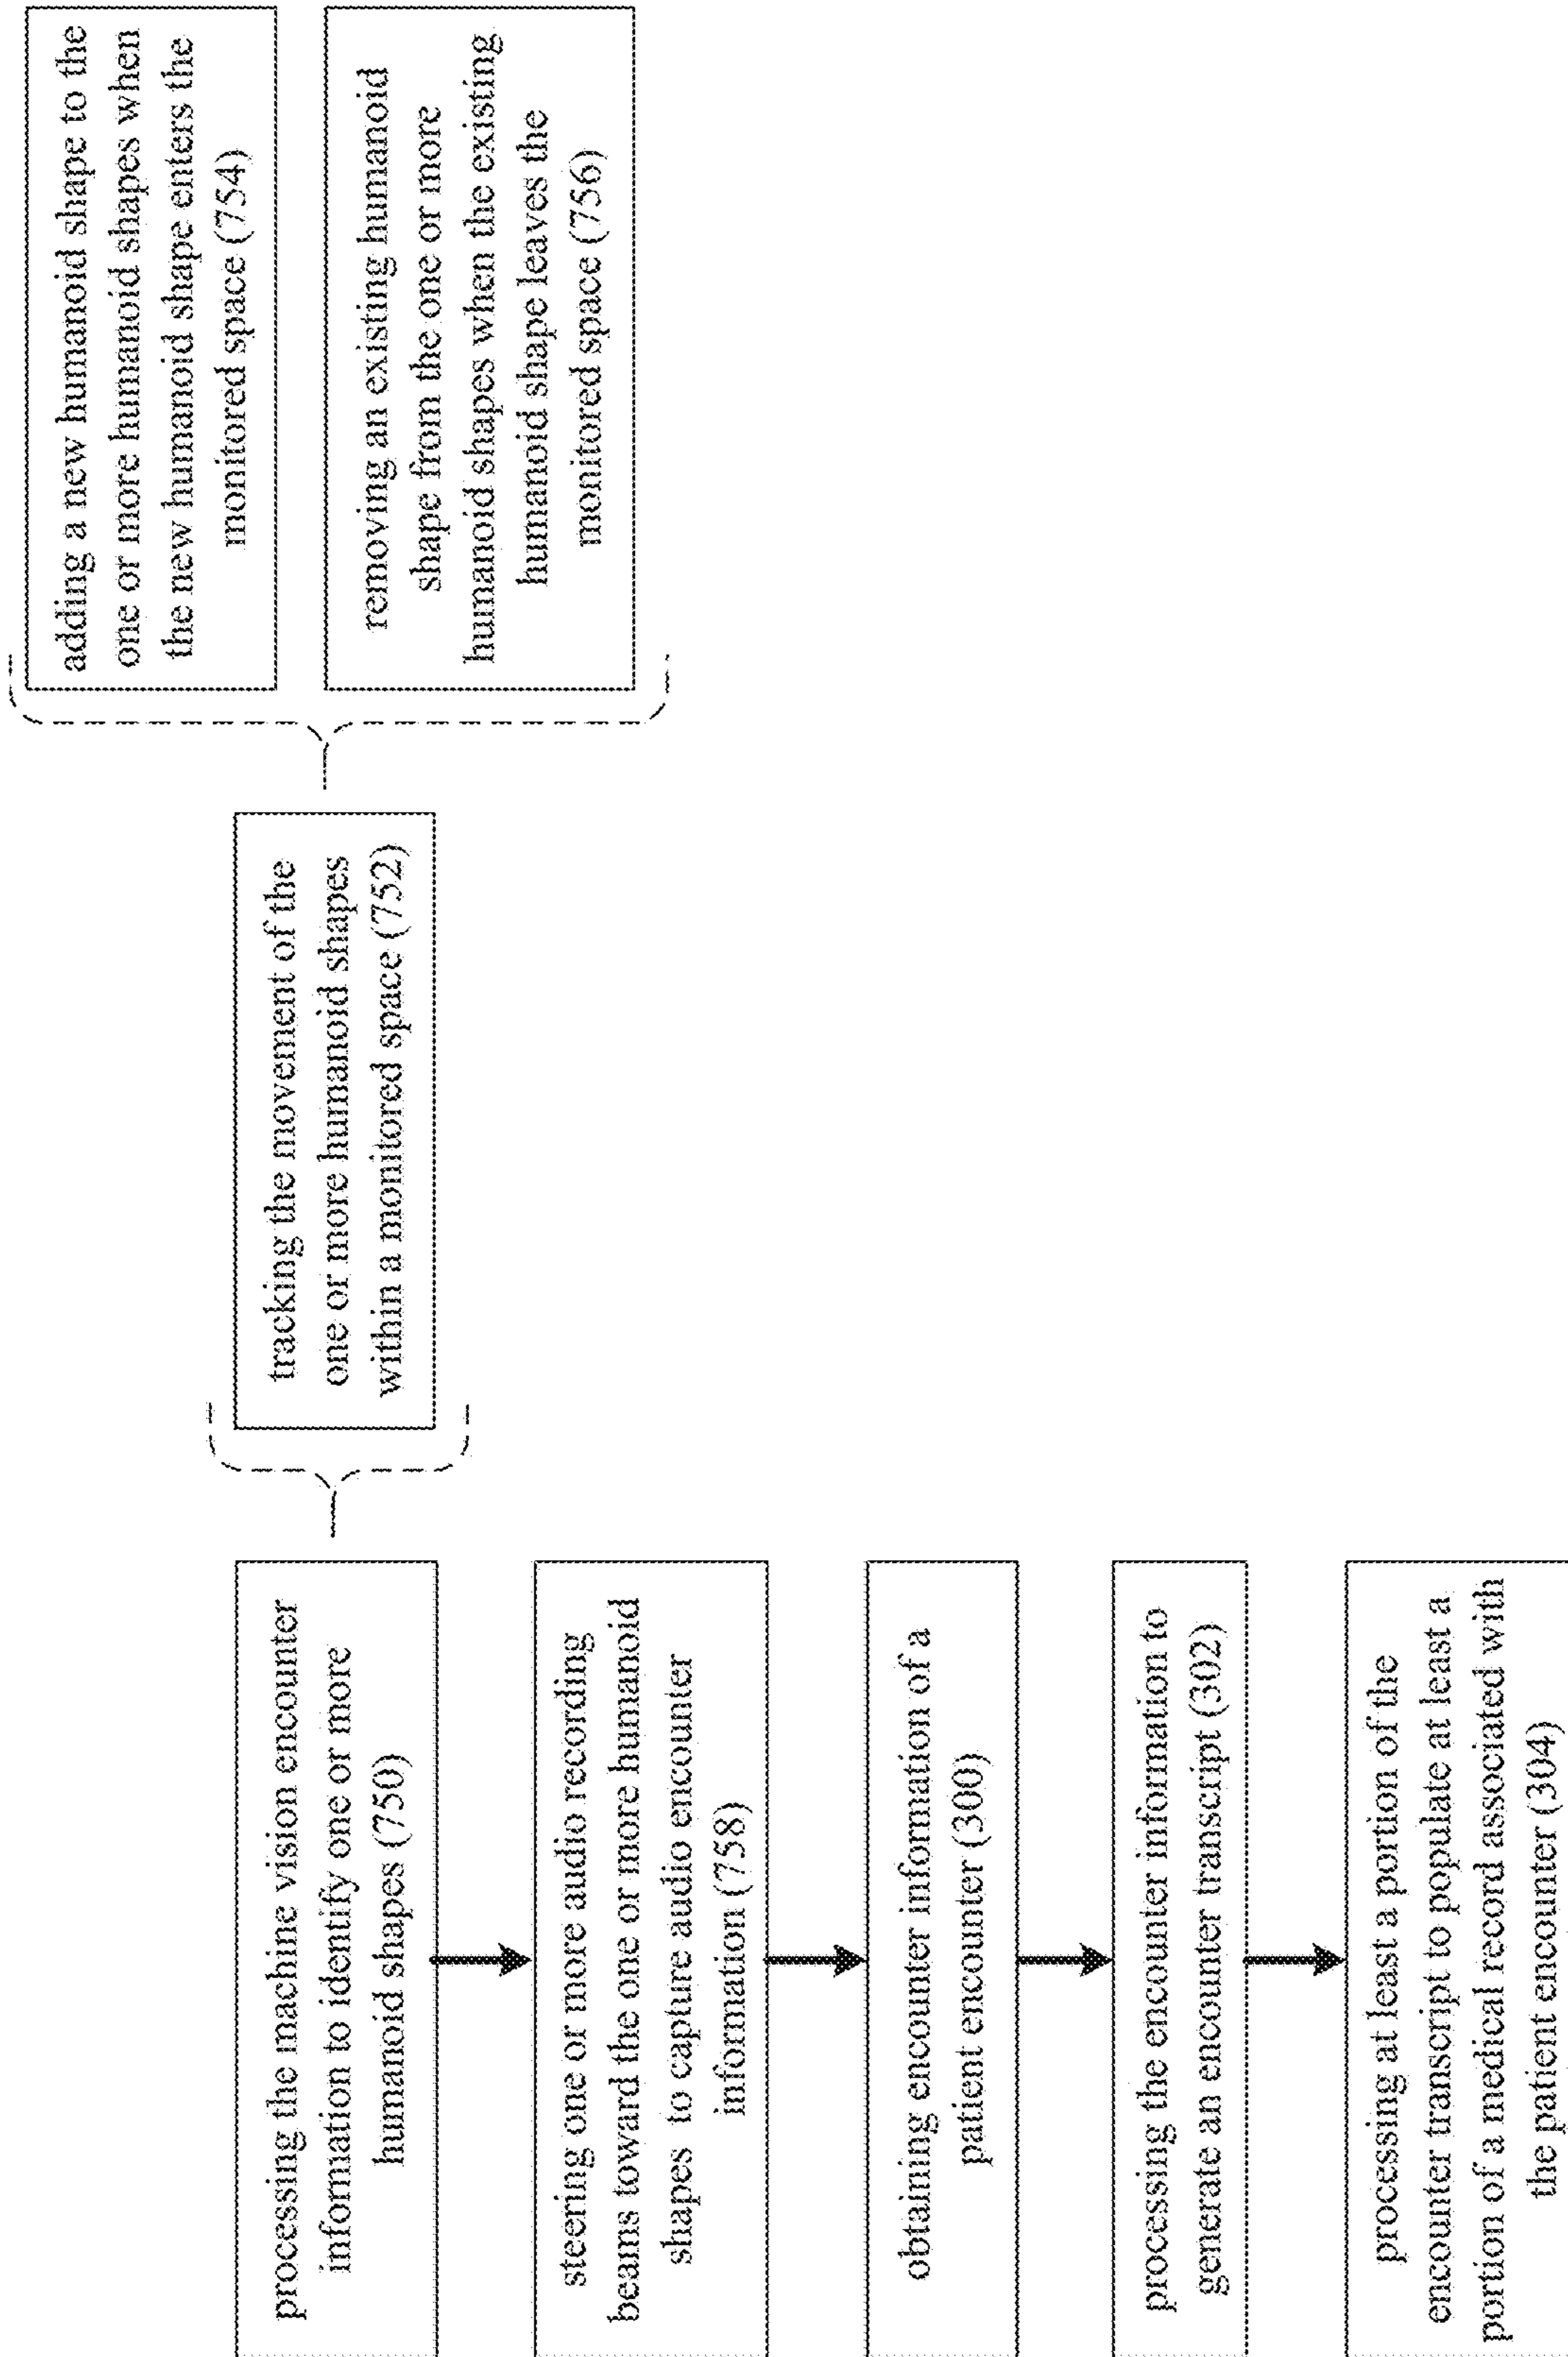 processing the machine vision encounter
information to identify one or more
humanoid shapes (750)
tracking the movement of the
one or more humanoid shapes
within a monitored space (752)
adding a new humanoid shape to the
one or more humanoid shapes when
the new humanoid shape enters the
monitored space (754)
removing an existing humanoid
shape from the one or more
humanoid shapes when the existing
humanoid shape leaves the
monitored space (756)
steering one or more audio recording
beams toward the one or more humanoid
shapes to capture audio encounter
information (758)
obtaining encounter information of a
patient encounter (300)
processing the encounter information to
generate an encounter transcript (302)
processing at least a portion of the
encounter transcript to populate at least a
portion of a medical record associated with
the patient encounter (304)